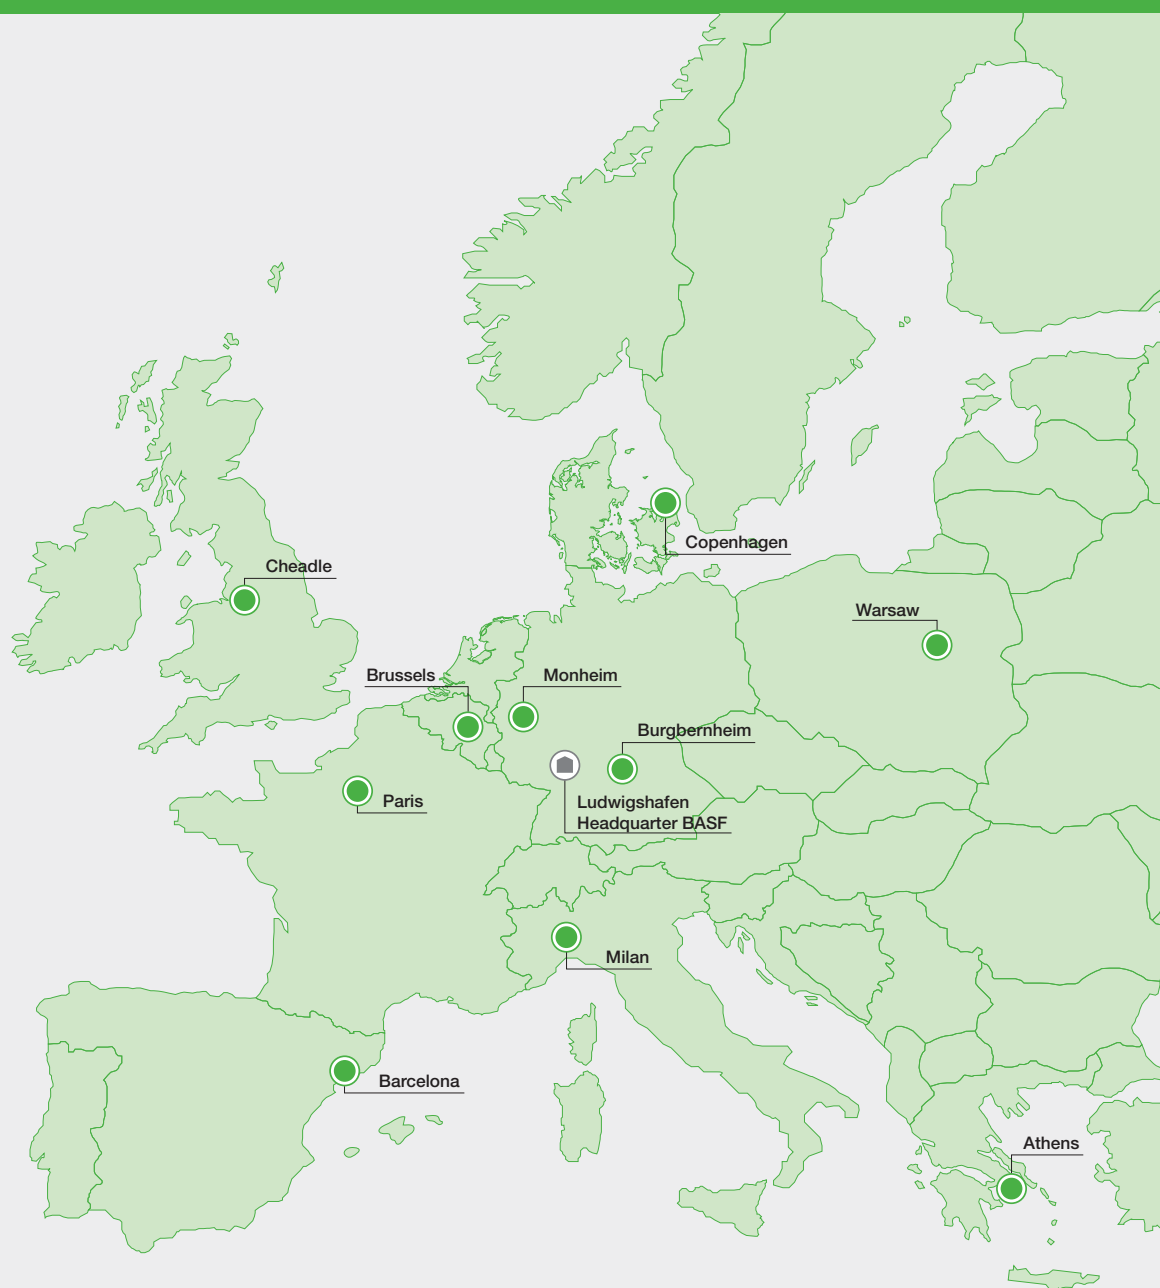 Copenhagen
Cheadle
Warsaw
Brussels
Monheim
Burgbernheim
Paris
Ludwigshafen
Headquarter BASF
Milan
Barcelona
Athens